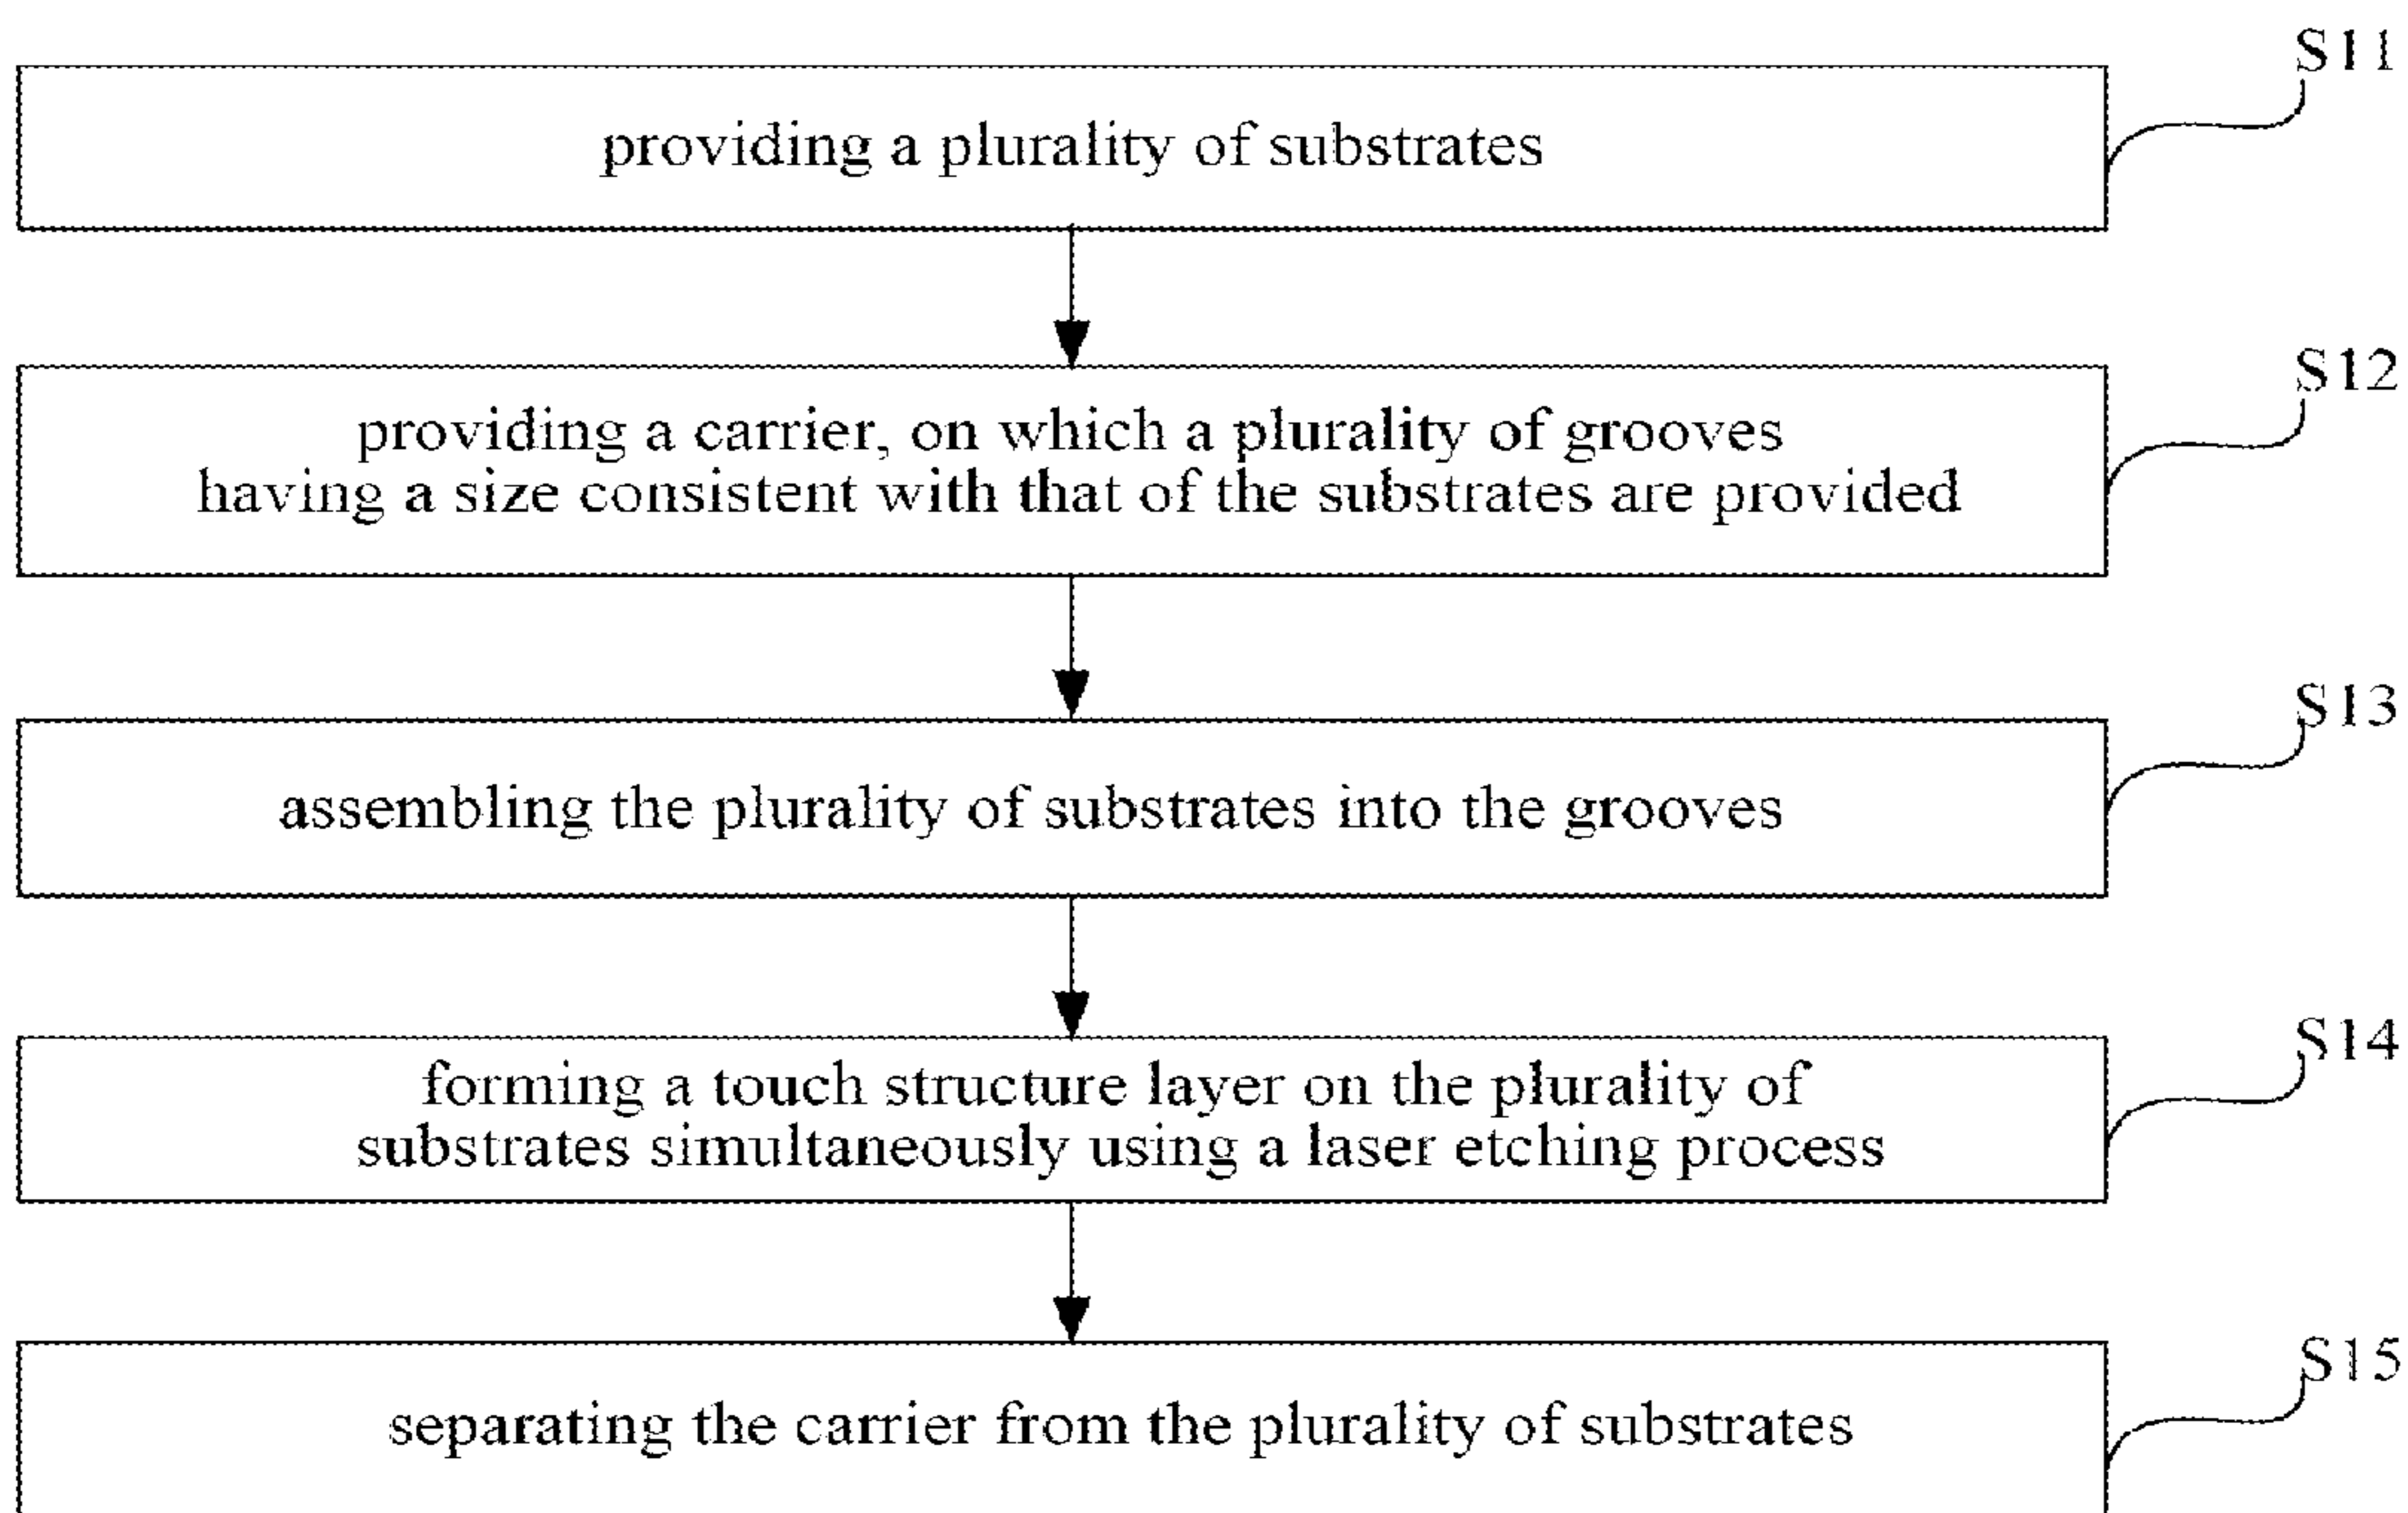 S11
providing a plurality of substrates
S12
providing a carrier, on which a plurality of grooves
having a size consistent with that of the substrates are provided
S13
assembling the plurality of substrates into the grooves
S14
forming a touch structure layer on the plurality of
substrates simultaneously using a laser etching process
S15
separating the carrier from the plurality of substrates